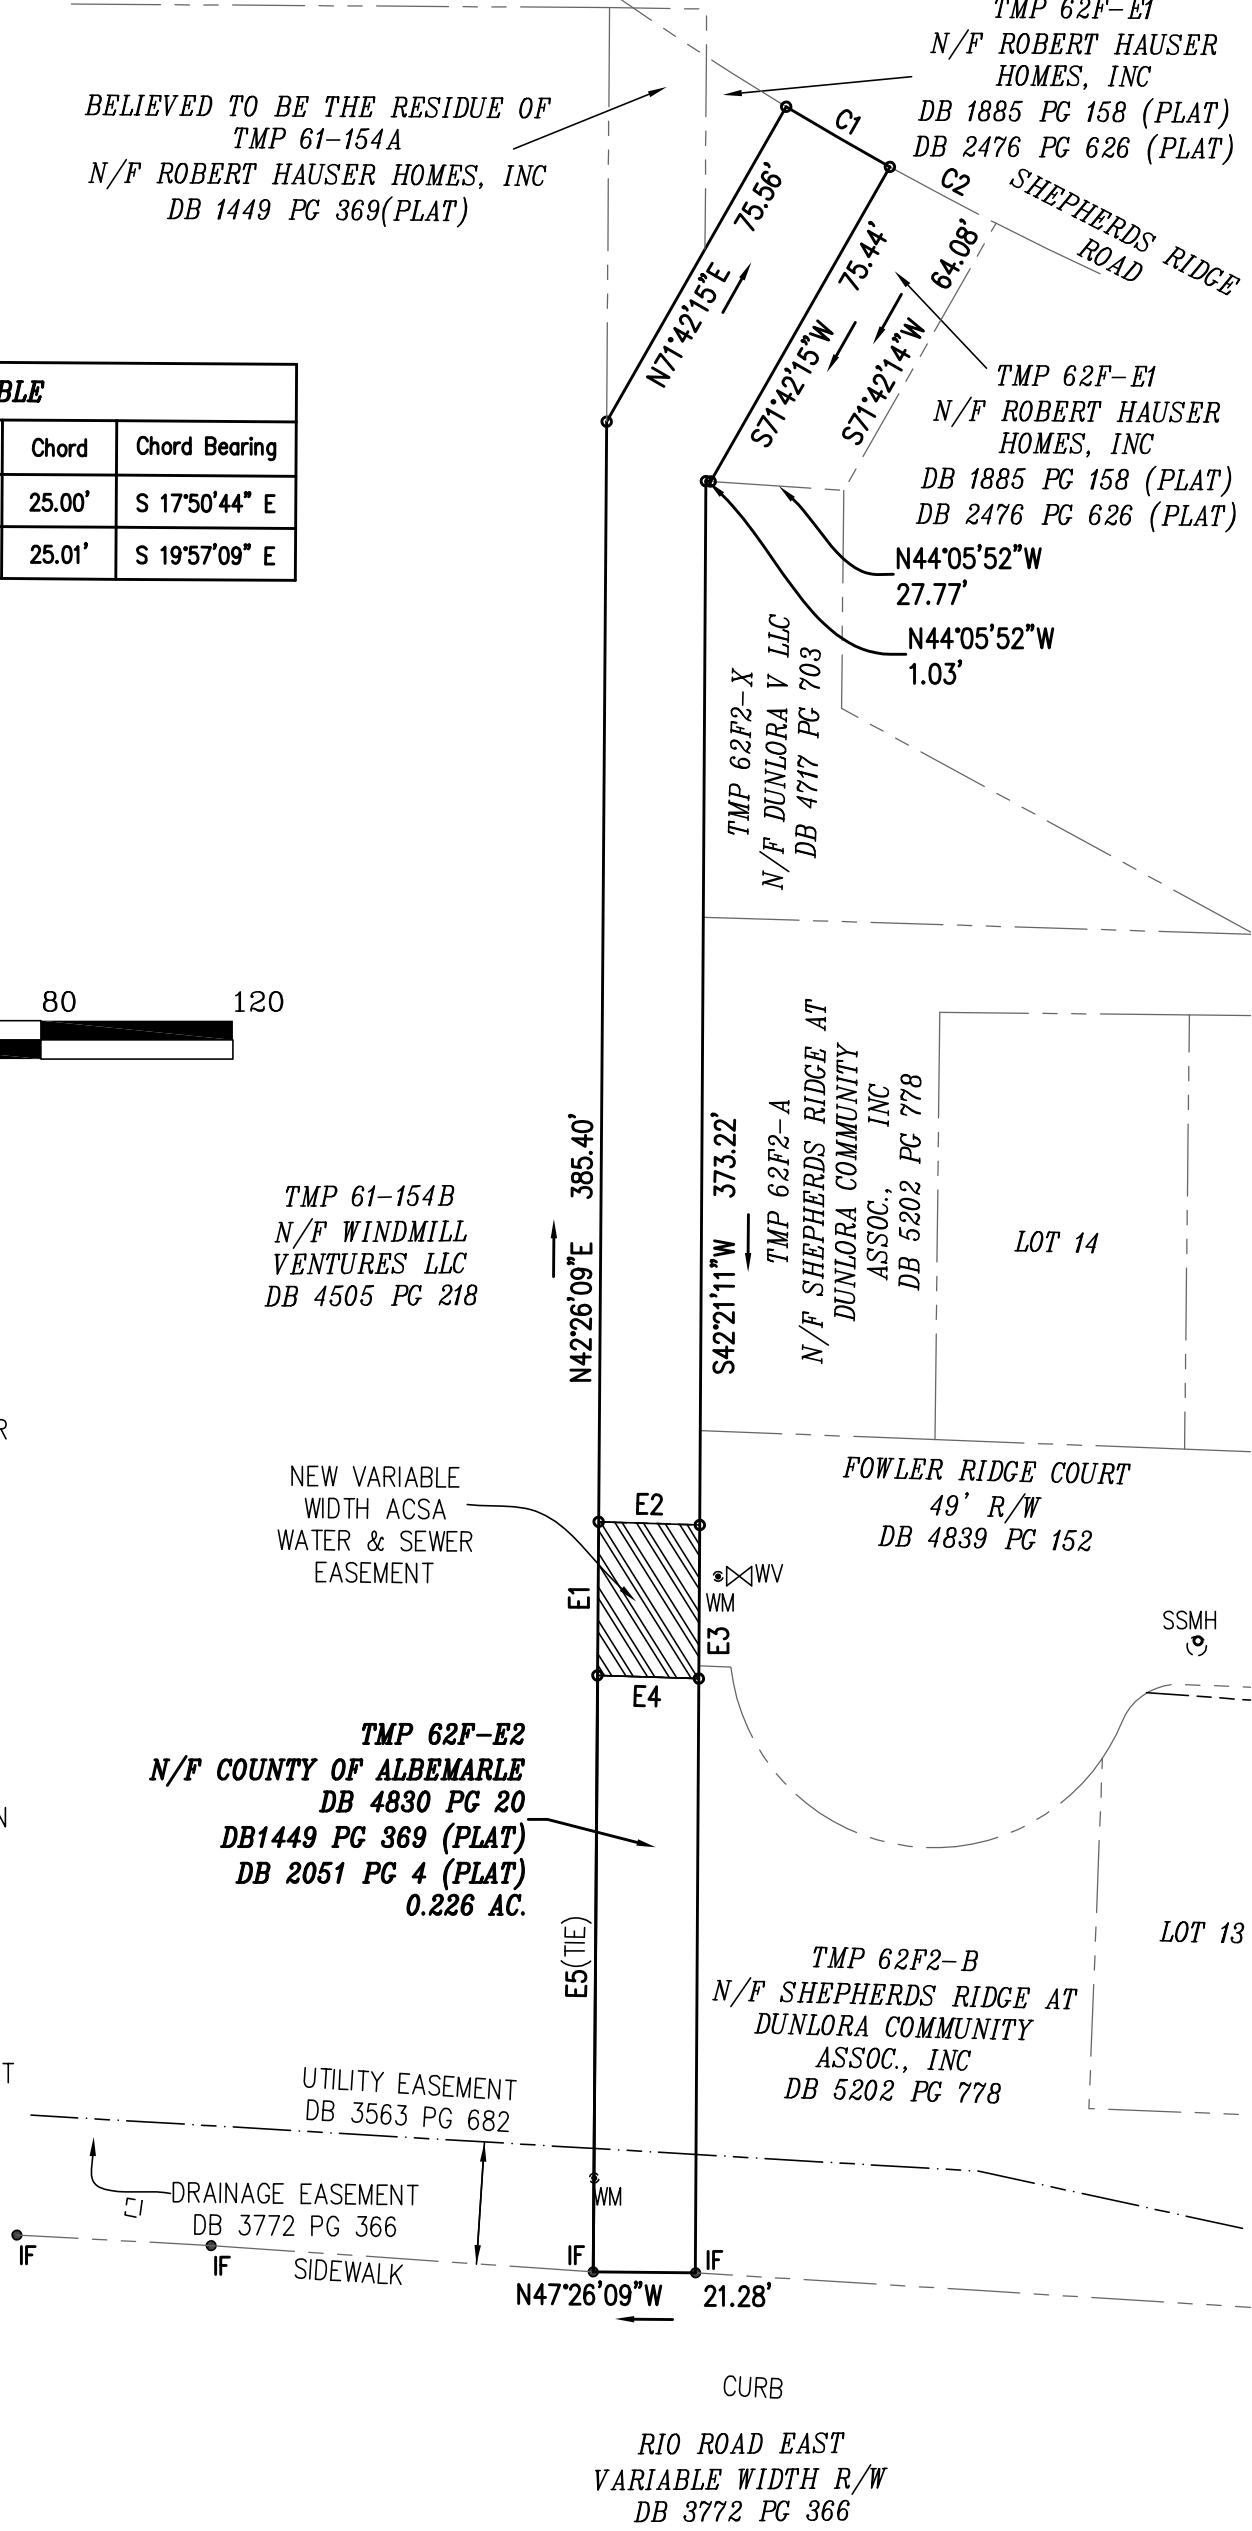 TMP 62F-E1
N/F ROBERT HAUSER
HOMES, INC
DB 1885 PG 158 (PLAT)
DB 2476 PG 626 (PLAT)
BELIEVED TO BE THE RESIDUE OF
TMP 61-154A
N/F ROBERT HAUSER HOMES, INC
DB 1449 PG 369(PLAT)
C1
C2
SHEPHERDS RIDGE
ROAD
N71°42'15"E 75.56'
S71°42'15"W 75.44'
S71°42'14"W 64.08'
TMP 62F-E1
N/F ROBERT HAUSER
HOMES, INC
DB 1885 PG 158 (PLAT)
DB 2476 PG 626 (PLAT)
BLE
Chord Chord Bearing
25.00' S 17°50'44" E
25.01' S 19°57'09" E
N44°05'52"W
27.77'
N44°05'52"W
1.03'
TMP 62F2-X
N/F DUNLORA V LLC
DB 4717 PG 703
80 120
N42°26'09"E 385.40'
S42°21'11"W 373.22'
TMP 62F2-A
N/F SHEPHERDS RIDGE AT
DUNLORA COMMUNITY
ASSOC., INC
DB 5202 PG 778
LOT 14
TMP 61-154B
N/F WINDMILL
VENTURES LLC
DB 4505 PG 218
R
NEW VARIABLE
WIDTH ACSA
WATER & SEWER
EASEMENT
FOWLER RIDGE COURT
49' R/W
DB 4839 PG 152
E2
E1
E3
E4
WV
WM
SSMH
TMP 62F-E2
N/F COUNTY OF ALBEMARLE
DB 4830 PG 20
DB1449 PG 369 (PLAT)
DB 2051 PG 4 (PLAT)
0.226 AC.
N
E5(TIE)
LOT 13
TMP 62F2-B
N/F SHEPHERDS RIDGE AT
DUNLORA COMMUNITY
ASSOC., INC
DB 5202 PG 778
T
UTILITY EASEMENT
DB 3563 PG 682
DRAINAGE EASEMENT
DB 3772 PG 366
WM
IF
IF
SIDEWALK
IF
IF
N47°26'09"W 21.28'
CURB
RIO ROAD EAST
VARIABLE WIDTH R/W
DB 3772 PG 366